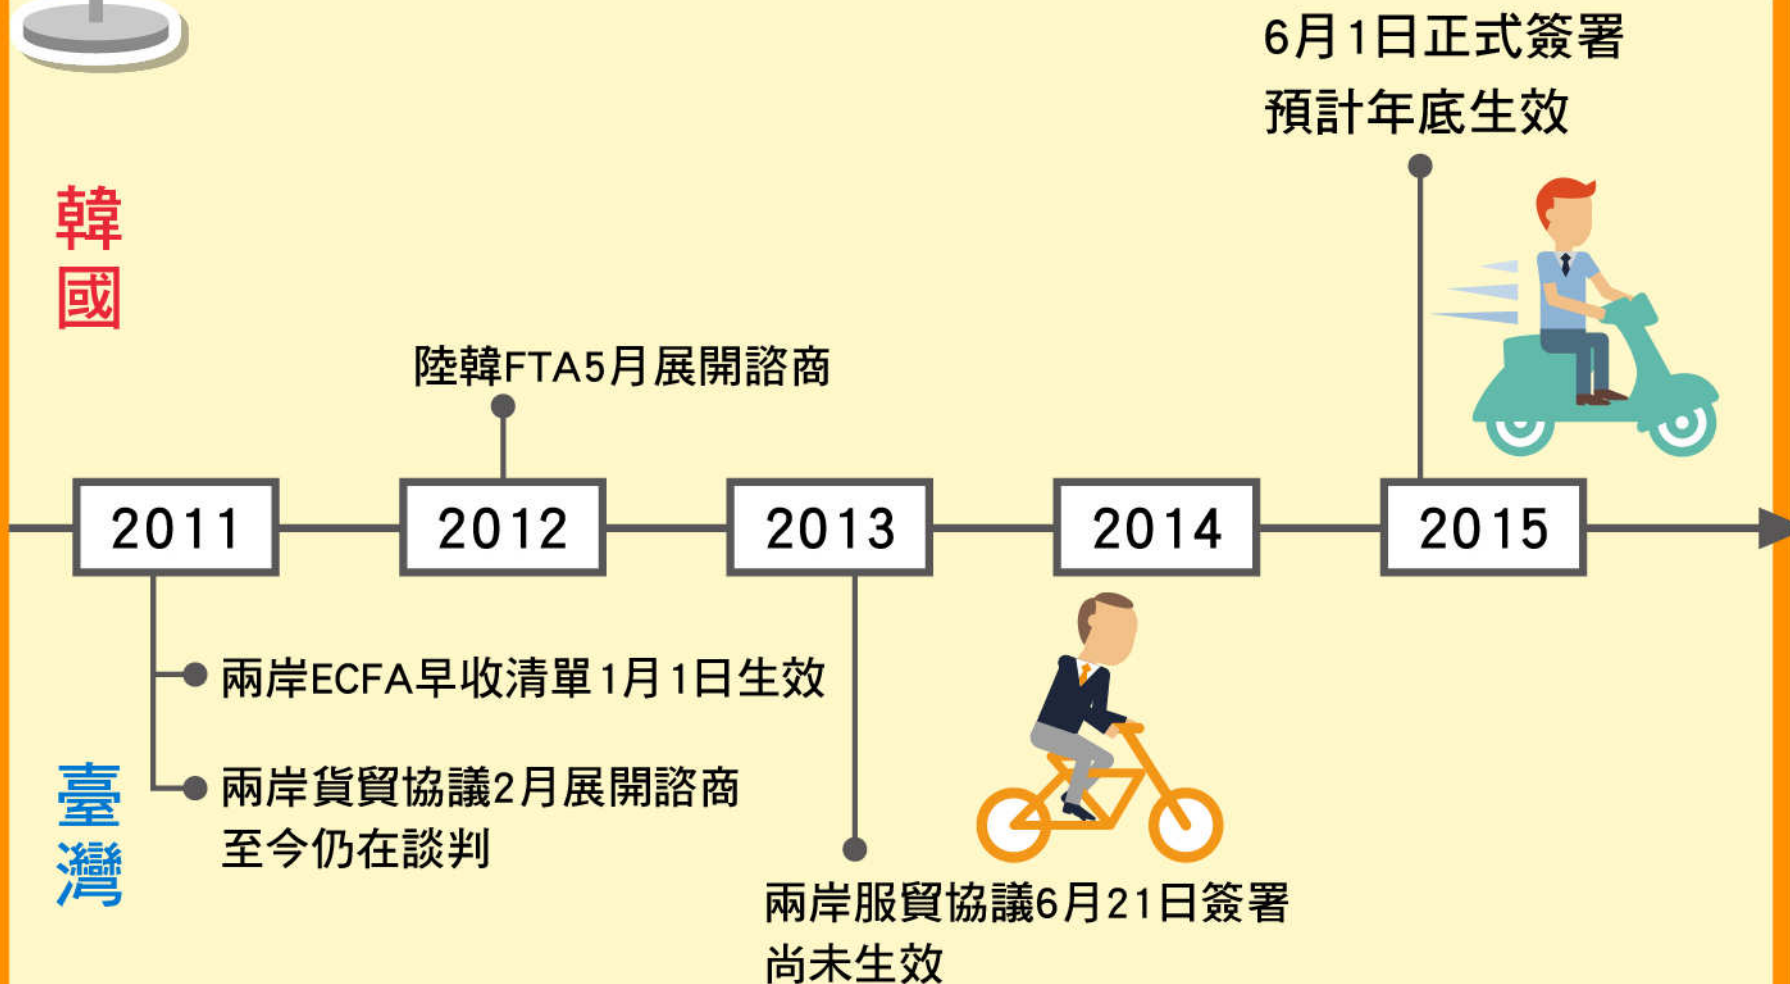 6月1日正式簽署
預計年底生效
韓國
陸韓FTA5月展開諮商
2011
2012
2013
2014
2015
兩岸ECFA早收清單1月1日生效
兩岸貨貿協議2月展開諮商
至今仍在談判
臺灣
兩岸服貿協議6月21日簽署
尚未生效